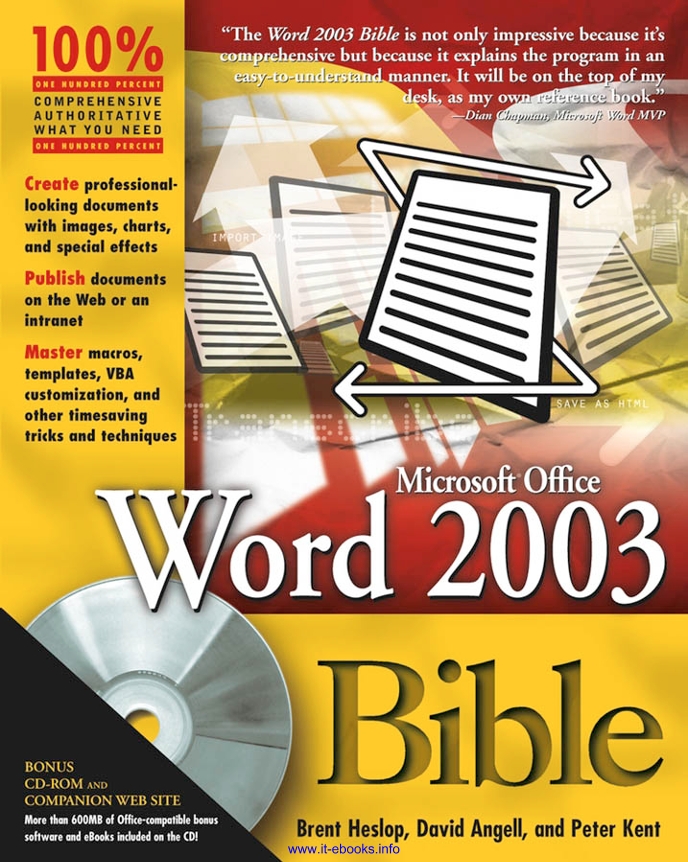 100%
ONE HUNDRED PERCENT
COMPREHENSIVE
AUTHORITATIVE
WHAT YOU NEED
ONE HUNDRED PERCENT
“The Word 2003 Bible is not only impressive because it’s
comprehensive but because it explains the program in an
easy-to-understand manner. It will be on the top of my
desk, as my own reference book.”
—Dian Chapman, Microsoft Word MVP
Create professional-
looking documents
with images, charts,
and special effects
Publish documents
on the Web or an
intranet
Master macros,
templates, VBA
customization, and
other timesaving
tricks and techniques
SAVE AS HTML
Microsoft Office
Word 2003
Bible
BONUS
CD-ROM AND
COMPANION WEB SITE
More than 600MB of Office-compatible bonus
software and eBooks included on the CD!
Brent Heslop, David Angell, and Peter Kent
www.it-ebooks.info